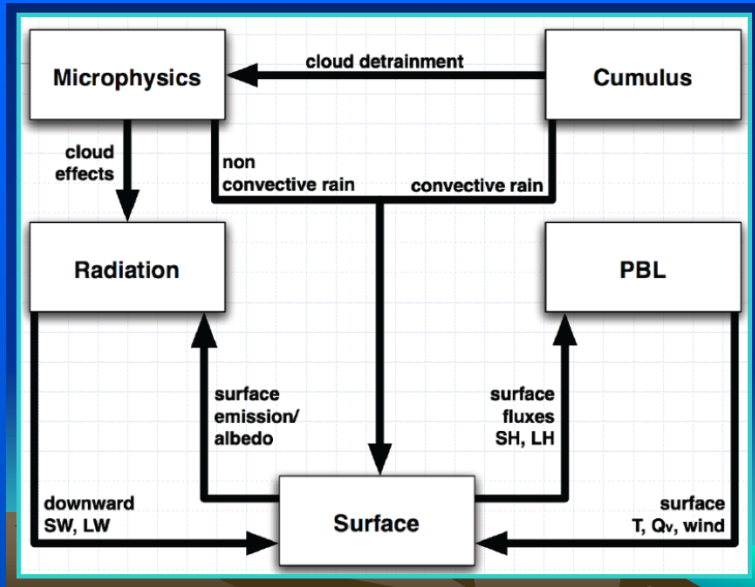 Microphysics
cloud detrainment
Cumulus
cloud
effects
non
convective rain
convective rain
Radiation
PBL
surface
emission/
albedo
surface
fluxes
SH, LH
downward
SW, LW
Surface
surface
T, Qv, wind